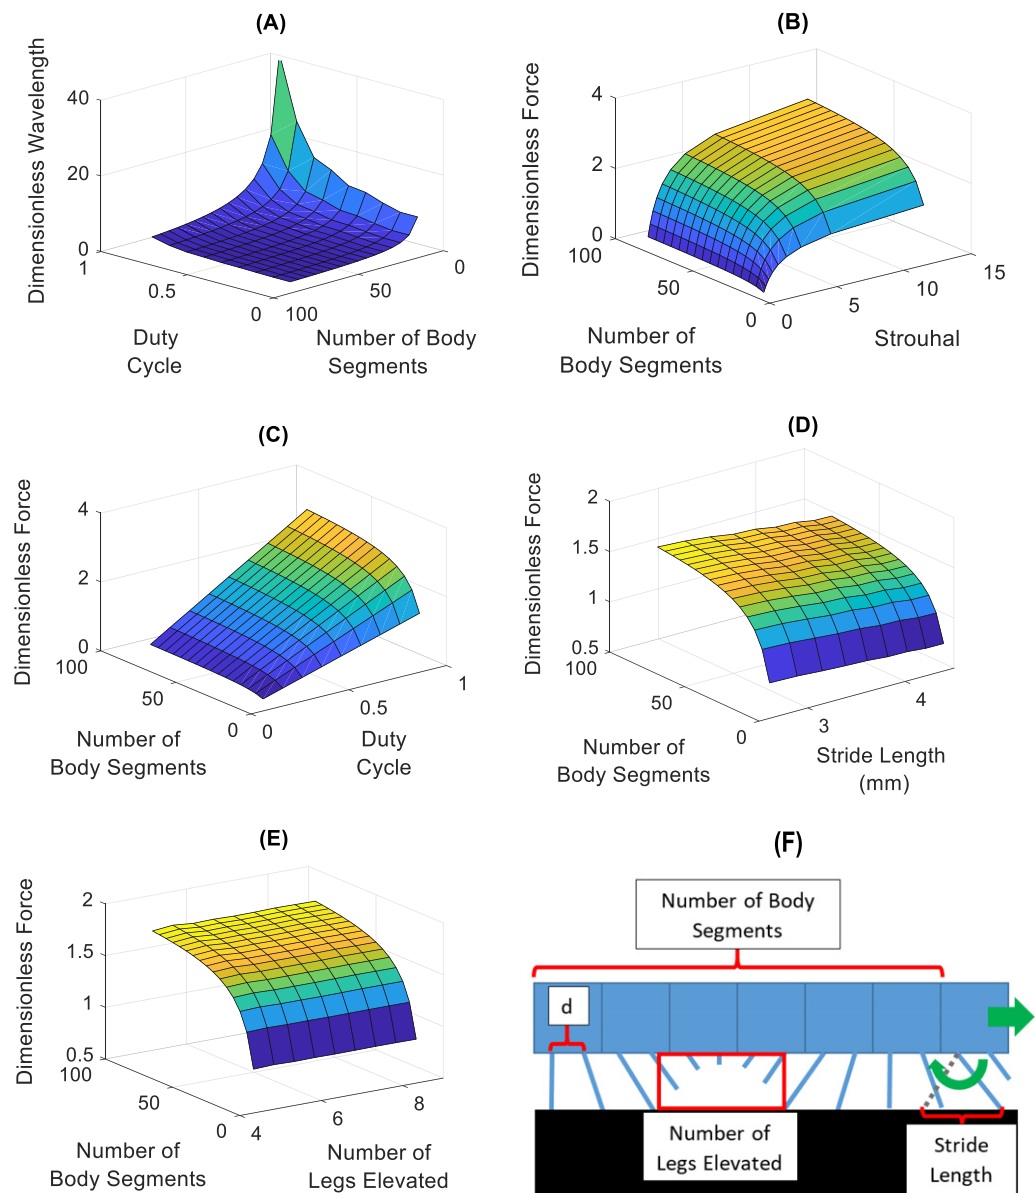 (A)
Dimensionless Wavelength
40
20
0
1
0.5
0
100
50
0
Duty
Cycle
Number of Body
Segments
(B)
Dimensionless Force
4
2
0
100
50
0
0
5
10
15
Number of
Body Segments
Strouhal
(C)
Dimensionless Force
4
2
0
100
50
0
0
0.5
1
Number of
Body Segments
Duty
Cycle
(D)
Dimensionless Force
2
1.5
1
0.5
100
50
0
3
4
Number of
Body Segments
Stride Length
(mm)
(E)
Dimensionless Force
2
1.5
1
0.5
100
50
0
4
6
8
Number of
Body Segments
Number of
Legs Elevated
(F)
Number of Body
Segments
d
Number of
Legs Elevated
Stride
Length